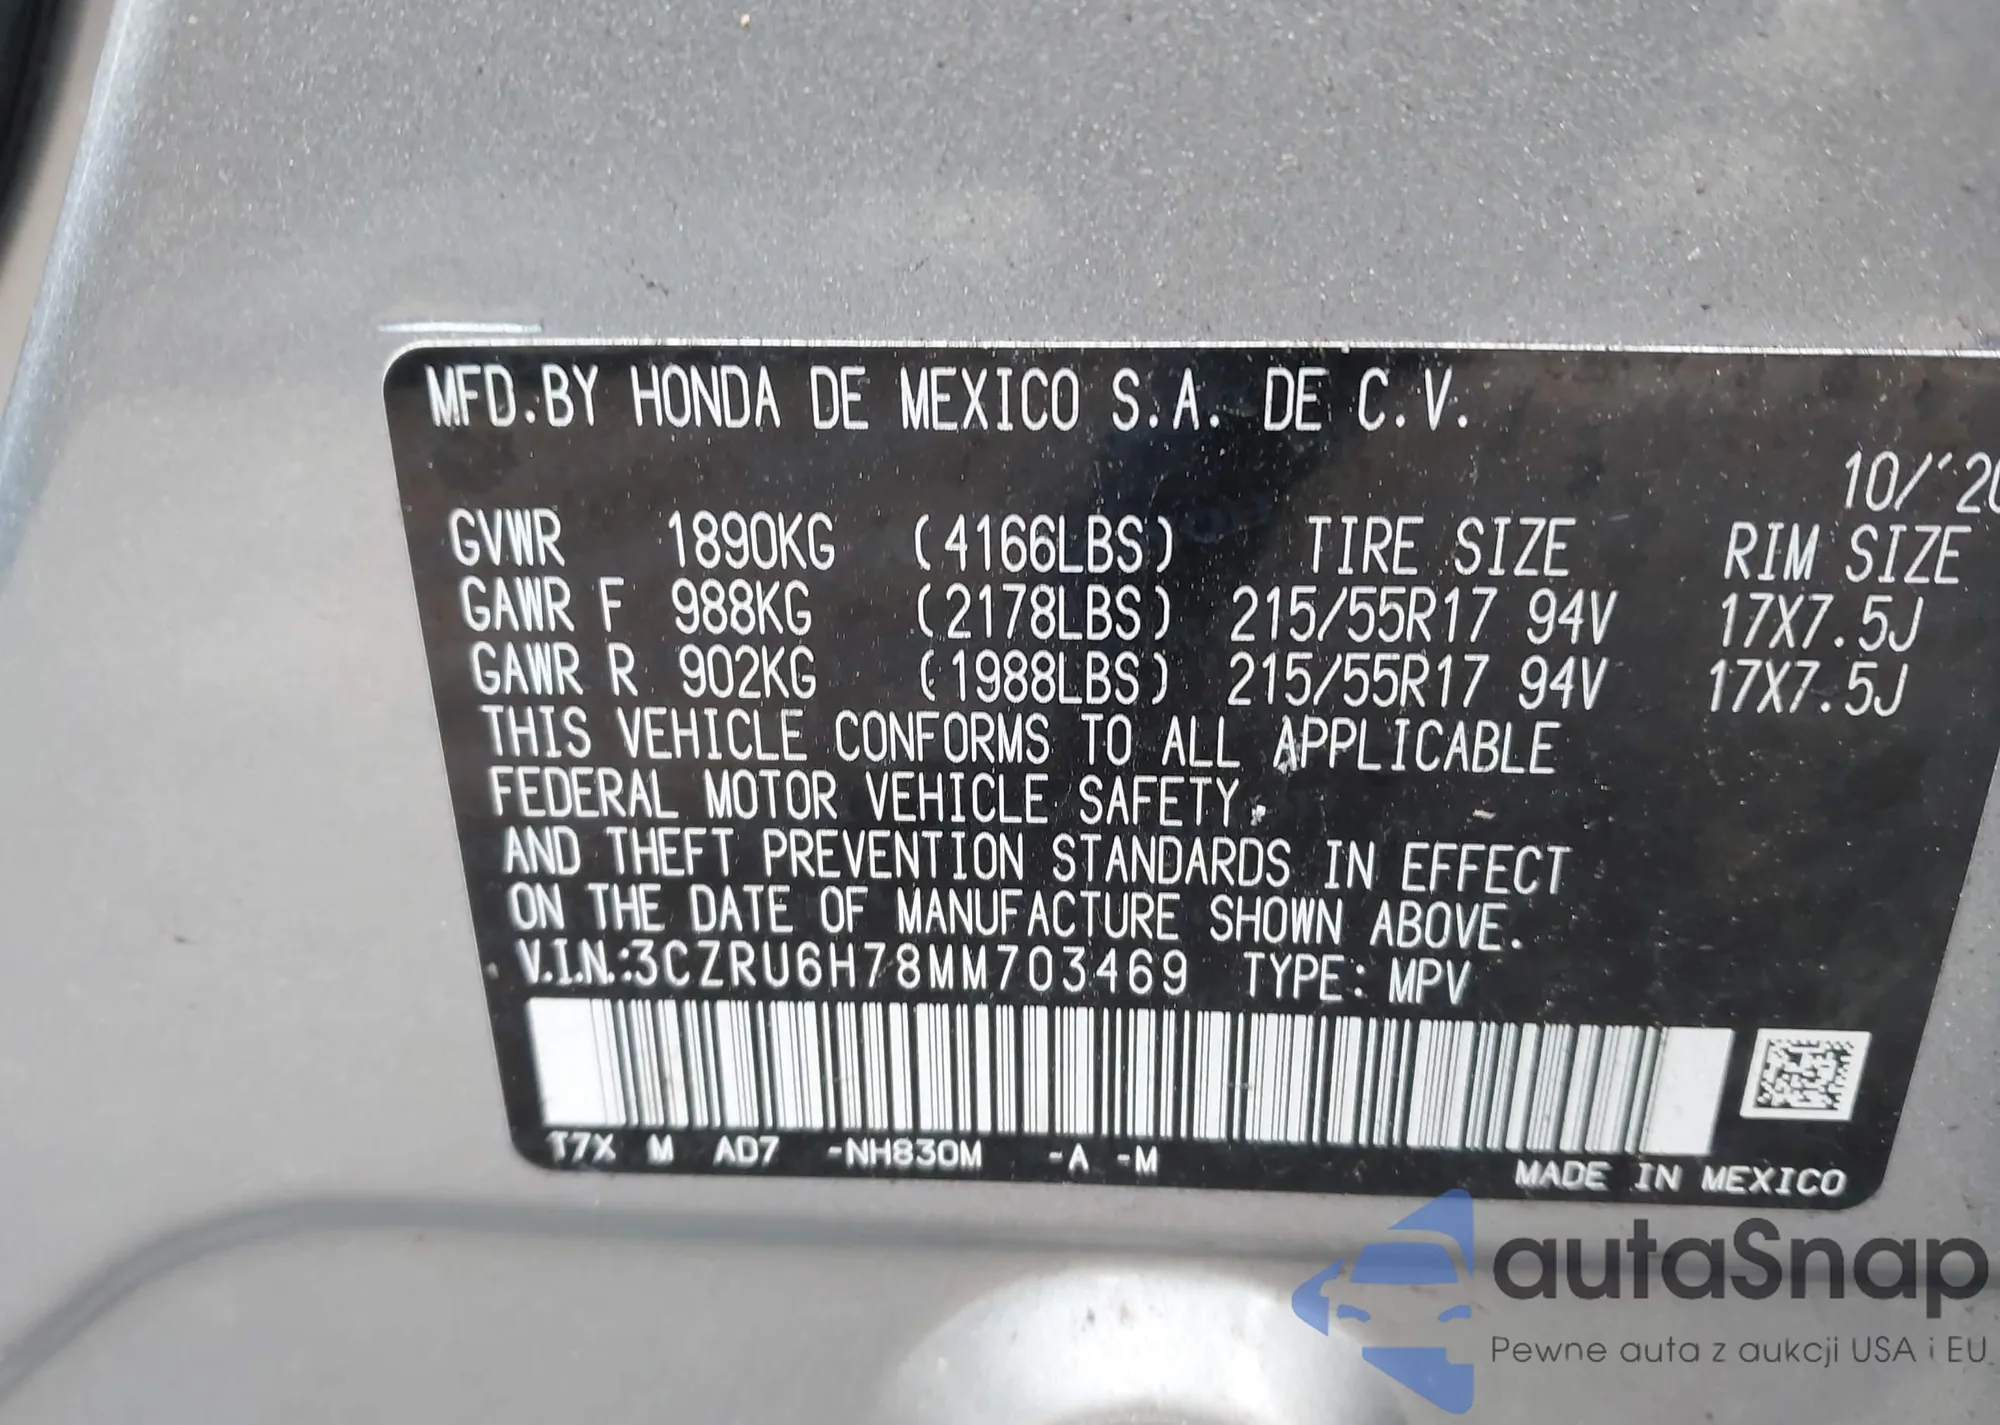 MFD.BY HONDA DE MEXICO S.A. DE C.V.
10/'20
GVWR 1890KG (4166LBS) TIRE SIZE RIM SIZE
GAWR F 988KG (2178LBS) 215/55R17 94V 17X7.5J
GAWR R 902KG (1988LBS) 215/55R17 94V 17X7.5J
THIS VEHICLE CONFORMS TO ALL APPLICABLE
FEDERAL MOTOR VEHICLE SAFETY.
AND THEFT PREVENTION STANDARDS IN EFFECT
ON THE DATE OF MANUFACTURE SHOWN ABOVE.
V.I.N.:3CZRU6H78MM703469 TYPE: MPV
T7X M AD7 -NH830M -A -M
MADE IN MEXICO
autaSnap
Pewne auta z aukcji USA i EU